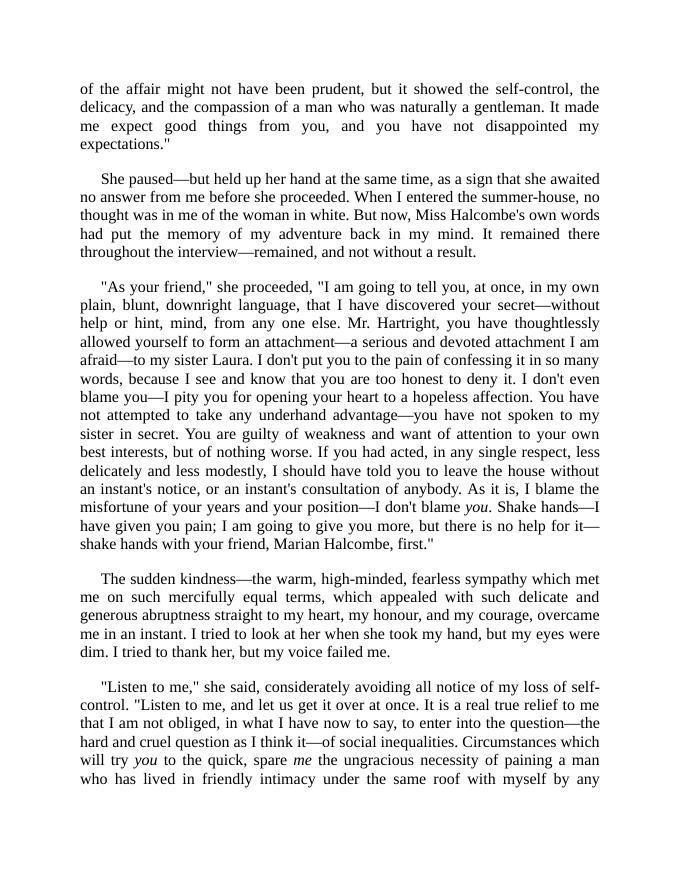 of the affair might not have been prudent, but it showed the self-control, the
delicacy, and the compassion of a man who was naturally a gentleman. It made
me expect good things from you, and you have not disappointed my
expectations."
She paused—but held up her hand at the same time, as a sign that she awaited
no answer from me before she proceeded. When I entered the summer-house, no
thought was in me of the woman in white. But now, Miss Halcombe's own words
had put the memory of my adventure back in my mind. It remained there
throughout the interview—remained, and not without a result.
"As your friend," she proceeded, "I am going to tell you, at once, in my own
plain, blunt, downright language, that I have discovered your secret—without
help or hint, mind, from any one else. Mr. Hartright, you have thoughtlessly
allowed yourself to form an attachment—a serious and devoted attachment I am
afraid—to my sister Laura. I don't put you to the pain of confessing it in so many
words, because I see and know that you are too honest to deny it. I don't even
blame you—I pity you for opening your heart to a hopeless affection. You have
not attempted to take any underhand advantage—you have not spoken to my
sister in secret. You are guilty of weakness and want of attention to your own
best interests, but of nothing worse. If you had acted, in any single respect, less
delicately and less modestly, I should have told you to leave the house without
an instant's notice, or an instant's consultation of anybody. As it is, I blame the
misfortune of your years and your position—I don't blame you. Shake hands—I
have given you pain; I am going to give you more, but there is no help for it—
shake hands with your friend, Marian Halcombe, first."
The sudden kindness—the warm, high-minded, fearless sympathy which met
me on such mercifully equal terms, which appealed with such delicate and
generous abruptness straight to my heart, my honour, and my courage, overcame
me in an instant. I tried to look at her when she took my hand, but my eyes were
dim. I tried to thank her, but my voice failed me.
"Listen to me," she said, considerately avoiding all notice of my loss of self-
control. "Listen to me, and let us get it over at once. It is a real true relief to me
that I am not obliged, in what I have now to say, to enter into the question—the
hard and cruel question as I think it—of social inequalities. Circumstances which
will try you to the quick, spare me the ungracious necessity of paining a man
who has lived in friendly intimacy under the same roof with myself by any